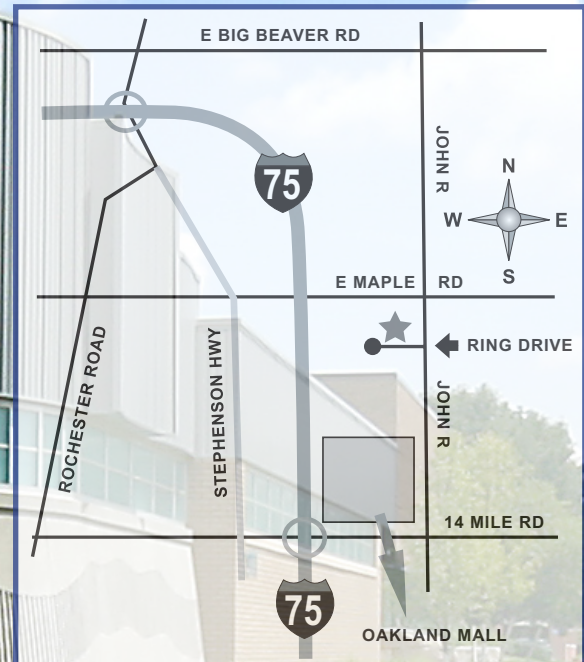 E BIG BEAVER RD
JOHN R
75
N
W E
S
E MAPLE RD
RING DRIVE
ROCHESTER ROAD
STEPHENSON HWY
JOHN R
14 MILE RD
75
OAKLAND MALL